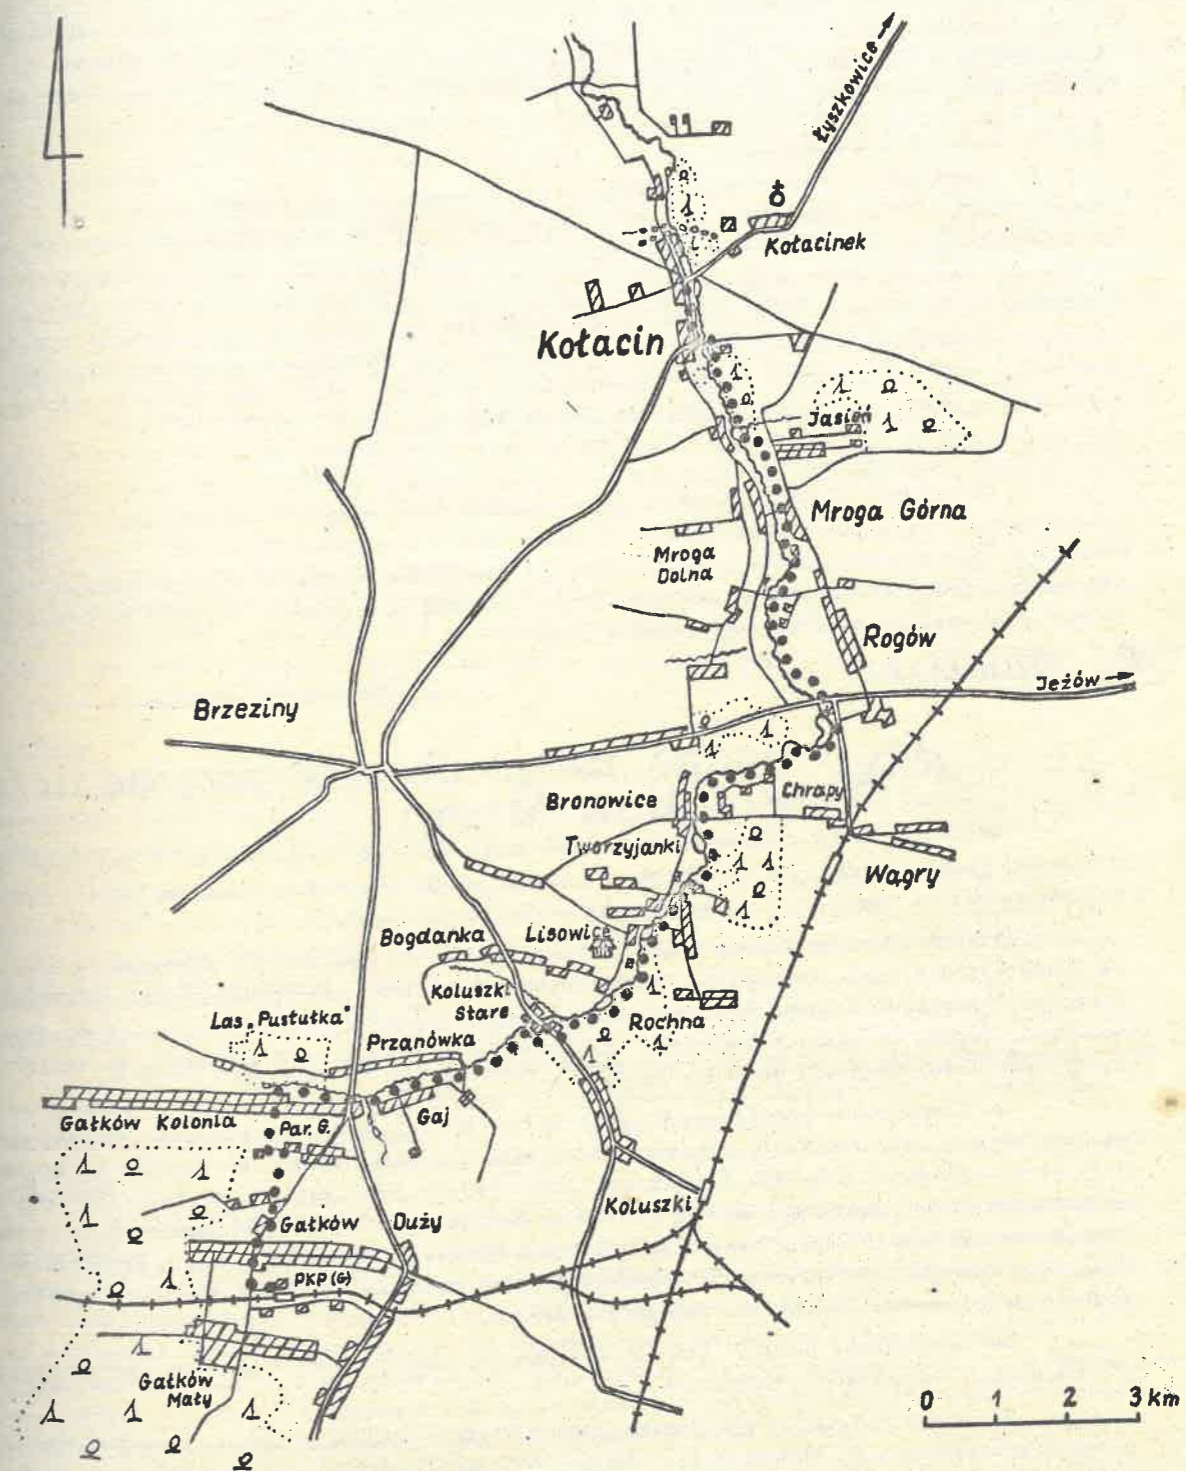 Łyszkowice
Kołacinek
Kołacin
Jasień
Mroga Górna
Mroga
Dolna
Rogów
Jeżów
Brzeziny
Bronowice
Chrapy
Tworzyjanki
Wągry
Bogdanka
Lisowice
Koluszki
Stare
Rochna
Las „Pustułka"
Przanówka
Gałków Kolonia
Par. G.
Gaj
Koluszki
Gałków Duży
PKP (G)
Gałków
Mały
0 1 2 3 km